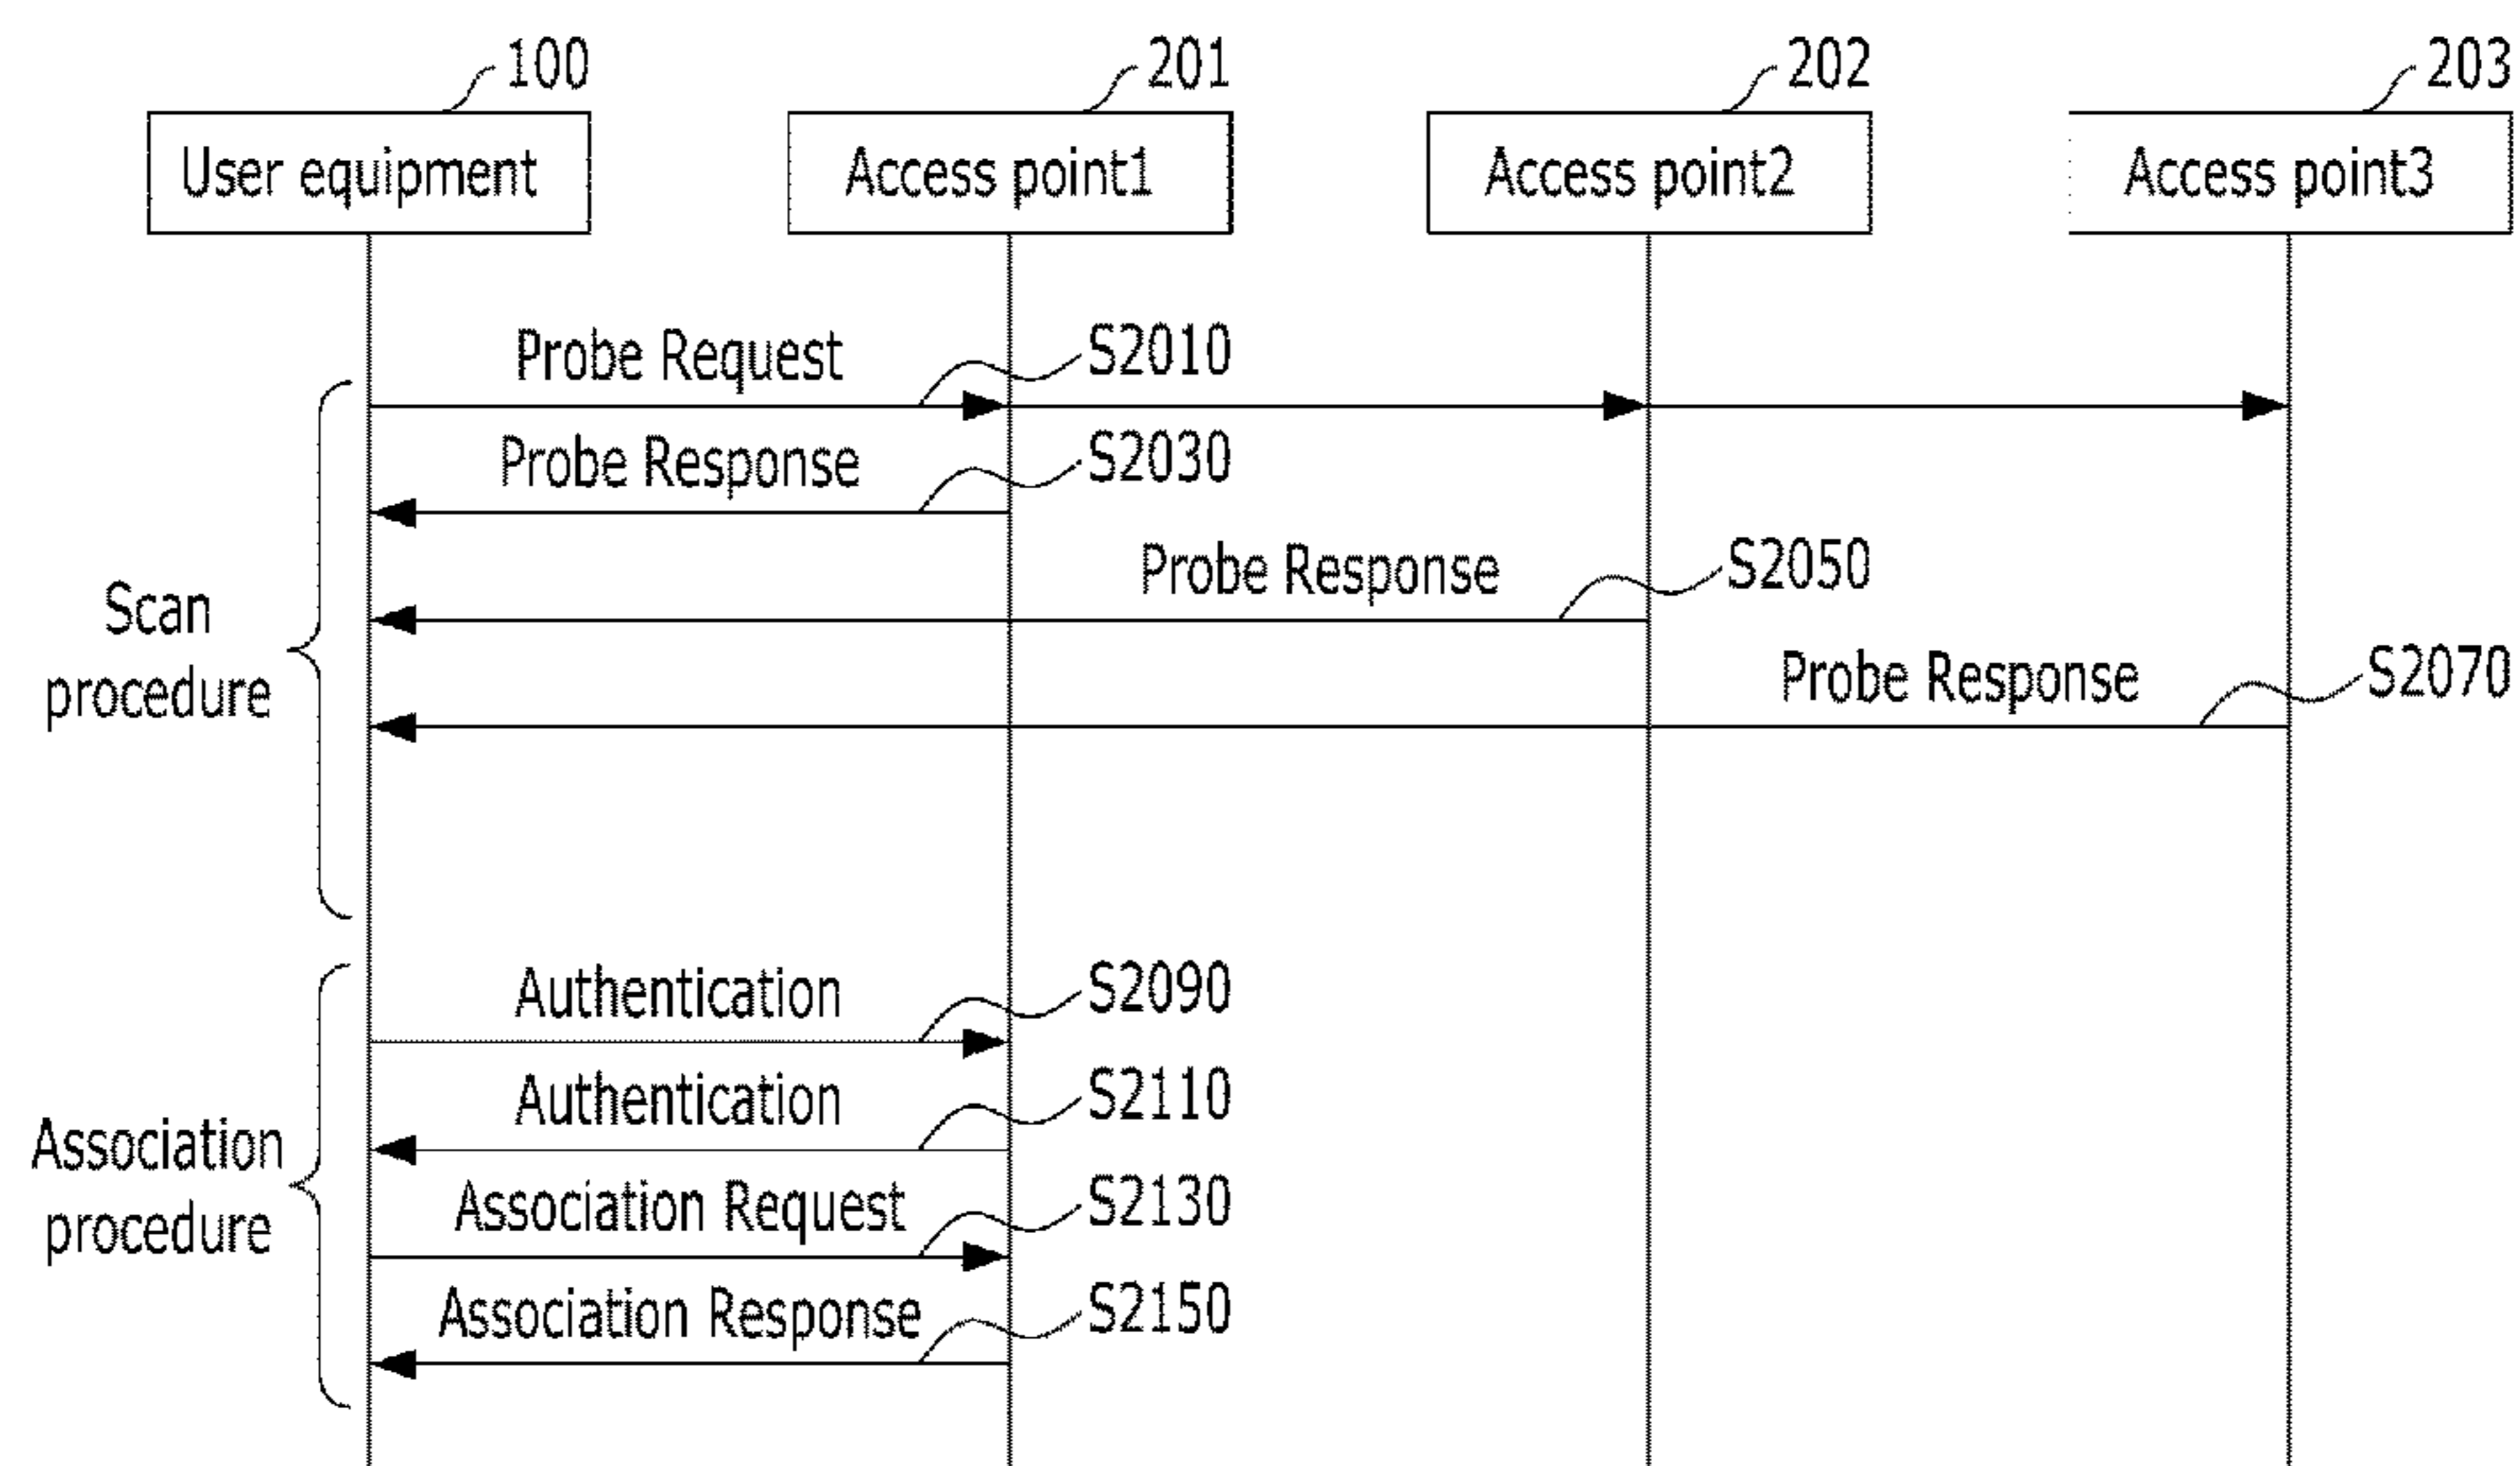 100
201
202
203
User equipment
Access point1
Access point2
Access point3
Probe Request
S2010
Probe Response
S2030
Probe Response
S2050
Scan
procedure
Probe Response
S2070
Authentication
S2090
Authentication
S2110
Association
procedure
Association Request
S2130
Association Response
S2150